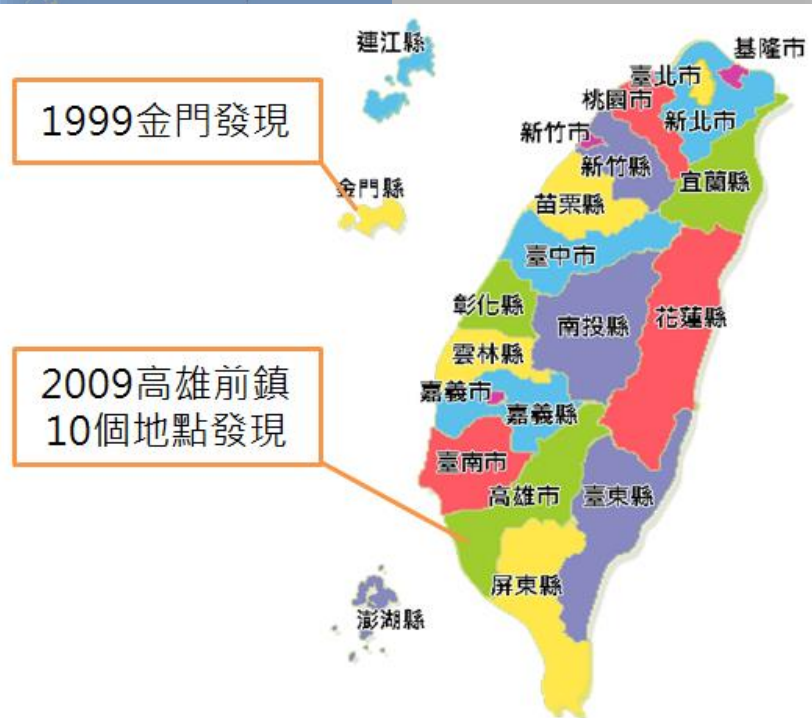 連江縣
基隆市
臺北市
桃園市
新北市
1999金門發現
新竹市
新竹縣
宜蘭縣
金門縣
苗栗縣
臺中市
彰化縣
南投縣
花蓮縣
雲林縣
2009高雄前鎮
10個地點發現
嘉義市
嘉義縣
臺南市
高雄市
臺東縣
屏東縣
澎湖縣